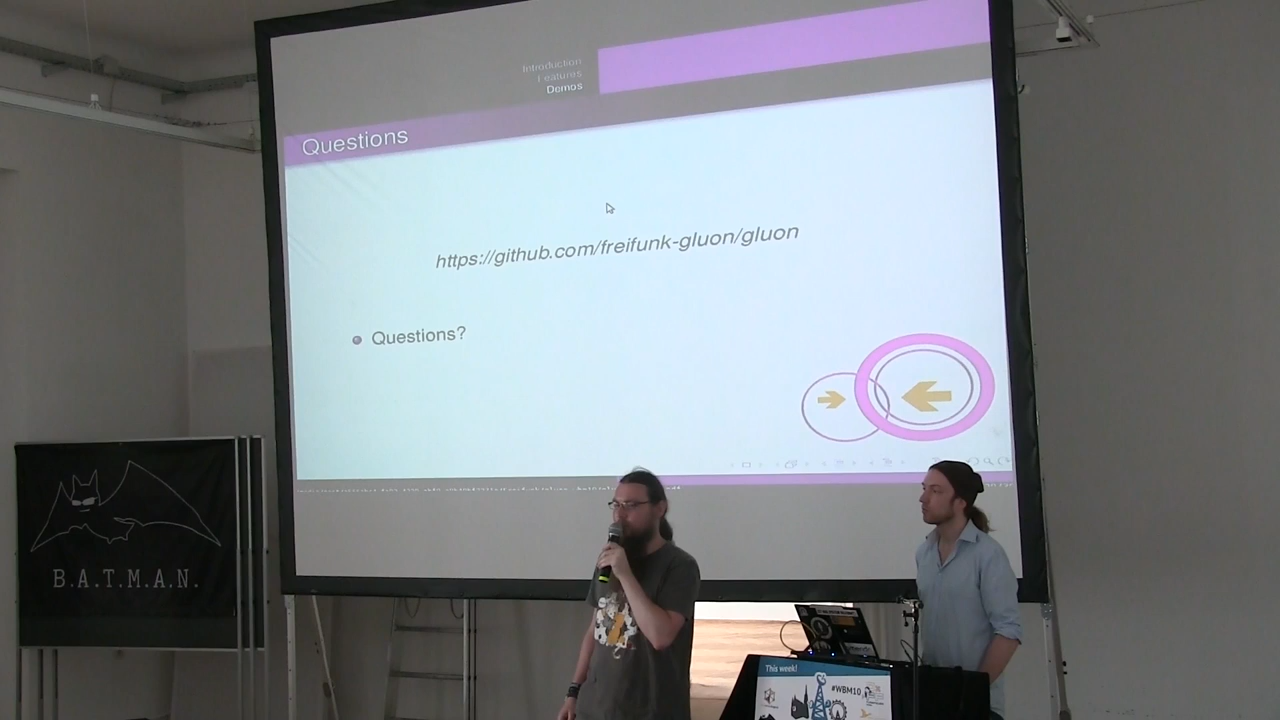 Introduction
Features
Demos
Questions
https://github.com/freifunk-gluon/gluon
Questions?
B.A.T.M.A.N.
This week!
#WBM10